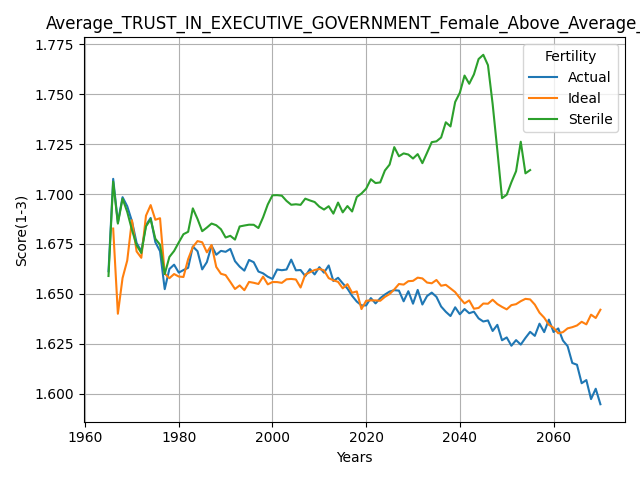 Average_TRUST_IN_EXECUTIVE_GOVERNMENT_Female_Above_Average_
1.775
1.750
1.725
1.700
1.675
1.650
1.625
1.600
Score(1-3)
Fertility
Actual
Ideal
Sterile
1960 1980 2000 2020 2040 2060
Years